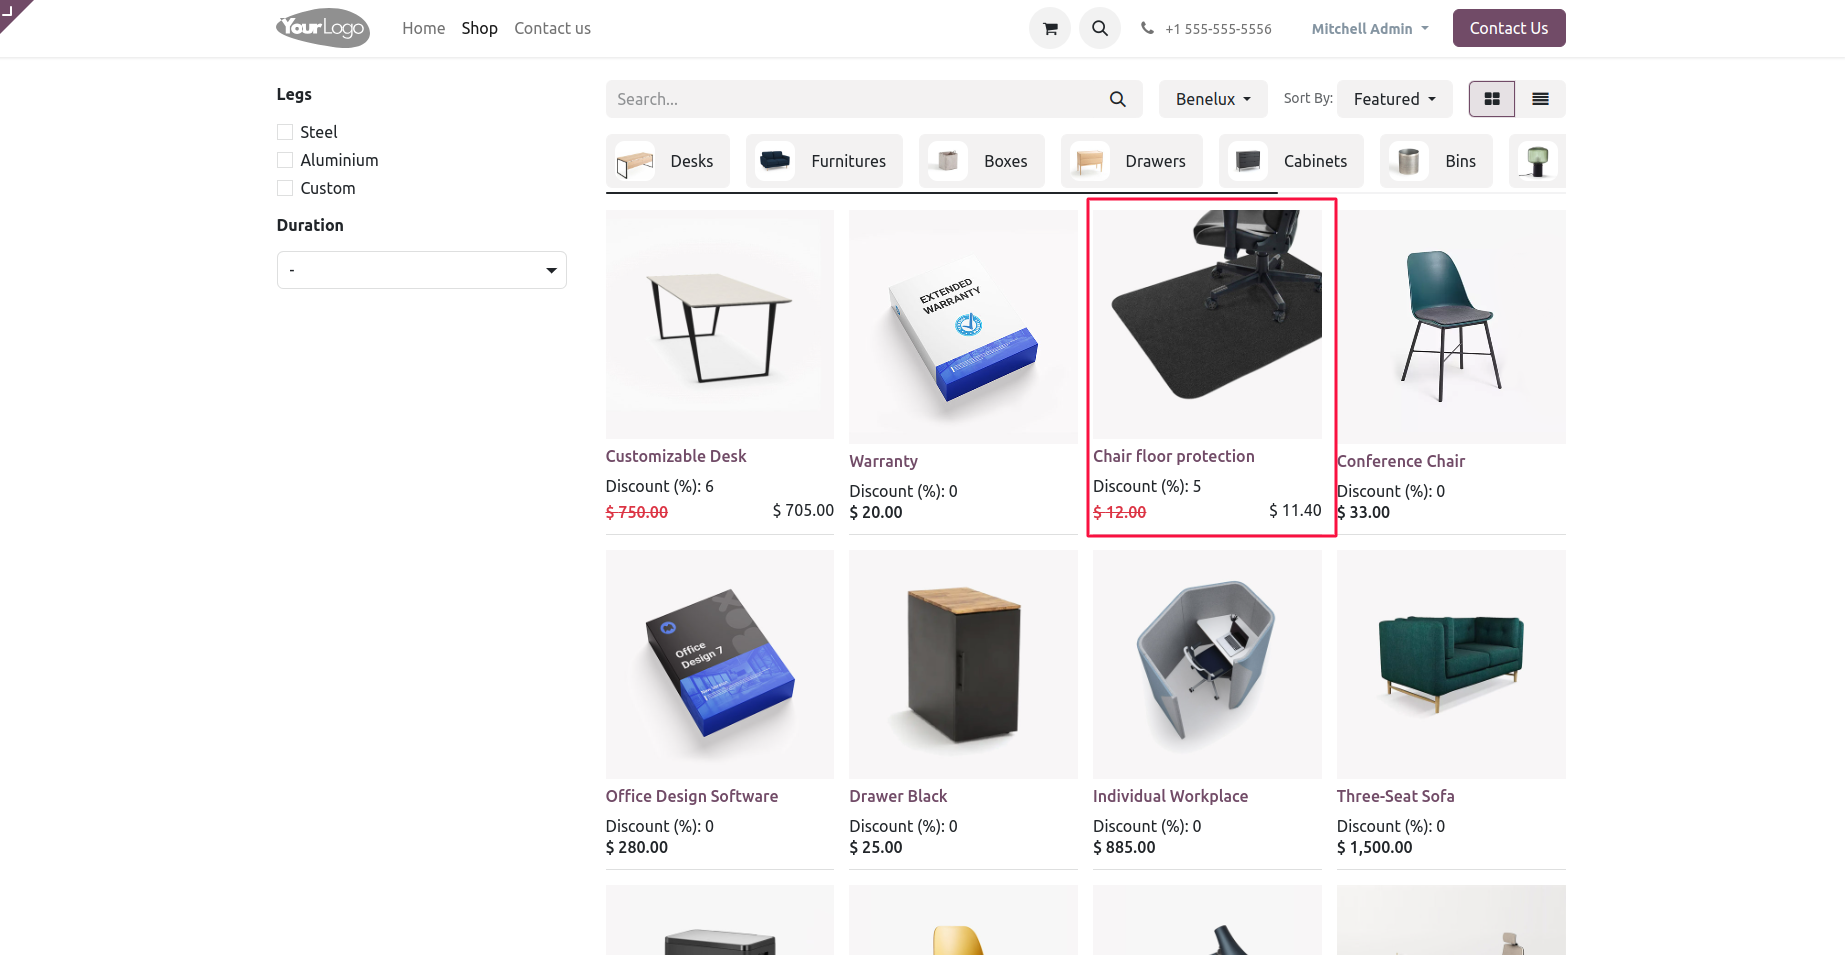 YourLogo
Home Shop Contact us
+1 555-555-5556
Mitchell Admin
Contact Us
Legs
Steel
Aluminium
Custom
Duration
-
Search...
Benelux
Sort By: Featured
Desks Furnitures Boxes Drawers Cabinets Bins
EXTENDED
WARRANTY
Customizable Desk
Discount (%): 6
$ 750.00 $ 705.00
Warranty
Discount (%): 0
$ 20.00
Chair floor protection
Discount (%): 5
$ 12.00 $ 11.40
Conference Chair
Discount (%): 0
$ 33.00
Office
Design 7
Office Design Software
Discount (%): 0
$ 280.00
Drawer Black
Discount (%): 0
$ 25.00
Individual Workplace
Discount (%): 0
$ 885.00
Three-Seat Sofa
Discount (%): 0
$ 1,500.00